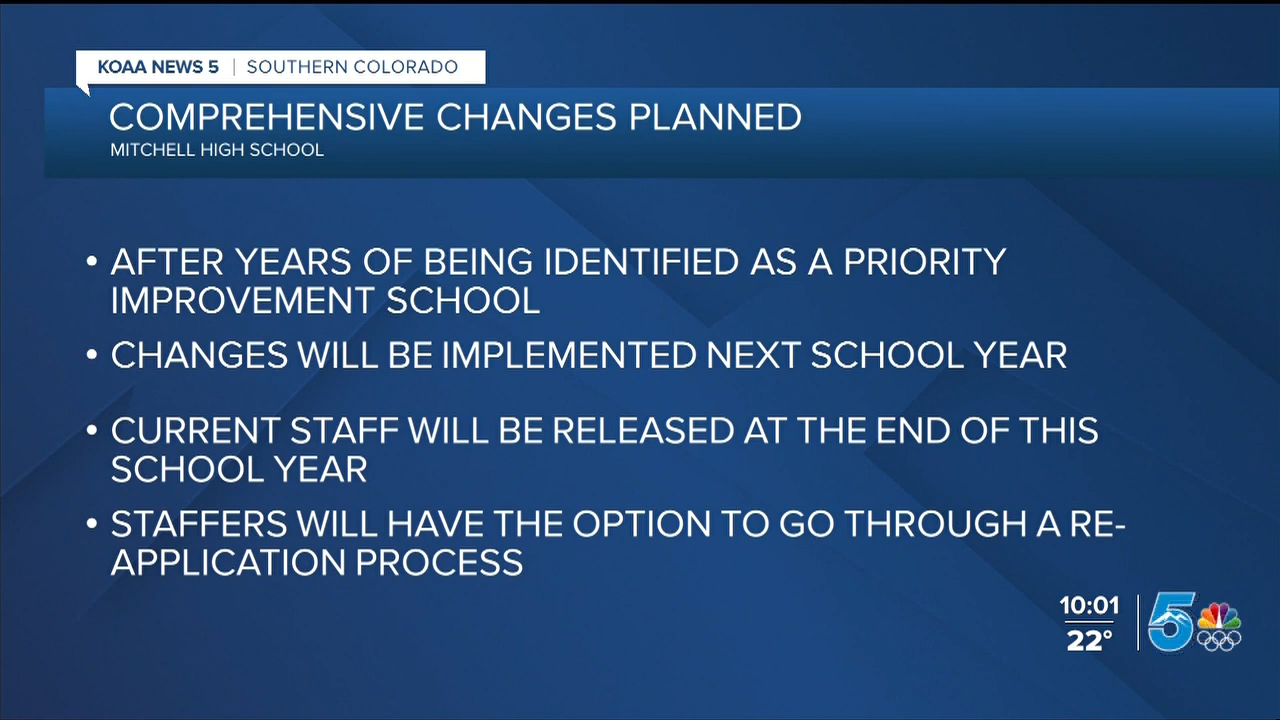 KOAA NEWS 5 | SOUTHERN COLORADO
COMPREHENSIVE CHANGES PLANNED
MITCHELL HIGH SCHOOL
• AFTER YEARS OF BEING IDENTIFIED AS A PRIORITY
IMPROVEMENT SCHOOL
• CHANGES WILL BE IMPLEMENTED NEXT SCHOOL YEAR
• CURRENT STAFF WILL BE RELEASED AT THE END OF THIS
SCHOOL YEAR
• STAFFERS WILL HAVE THE OPTION TO GO THROUGH A RE-
APPLICATION PROCESS
10:01
22°
5